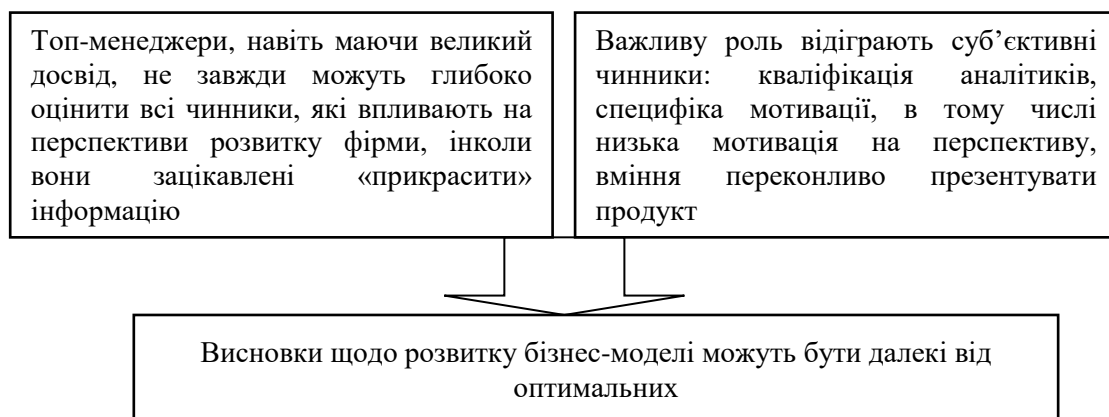 Топ-менеджери, навіть маючи великий
досвід, не завжди можуть глибоко
оцінити всі чинники, які впливають на
перспективи розвитку фірми, інколи
вони зацікавлені «прикрасити»
інформацію
Важливу роль відіграють суб’єктивні
чинники: кваліфікація аналітиків,
специфіка мотивації, в тому числі
низька мотивація на перспективу,
вміння переконливо презентувати
продукт
Висновки щодо розвитку бізнес-моделі можуть бути далекі від
оптимальних